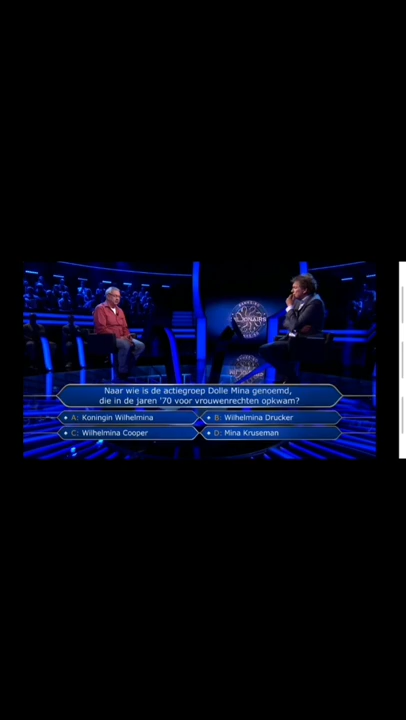 MILJONAIRS
Naar wie is de actiegroep Dolle Mina genoemd,
die in de jaren '70 voor vrouwenrechten opkwam?
A: Koningin Wilhelmina
B: Wilhelmina Drucker
C: Wilhelmina Cooper
D: Mina Kruseman